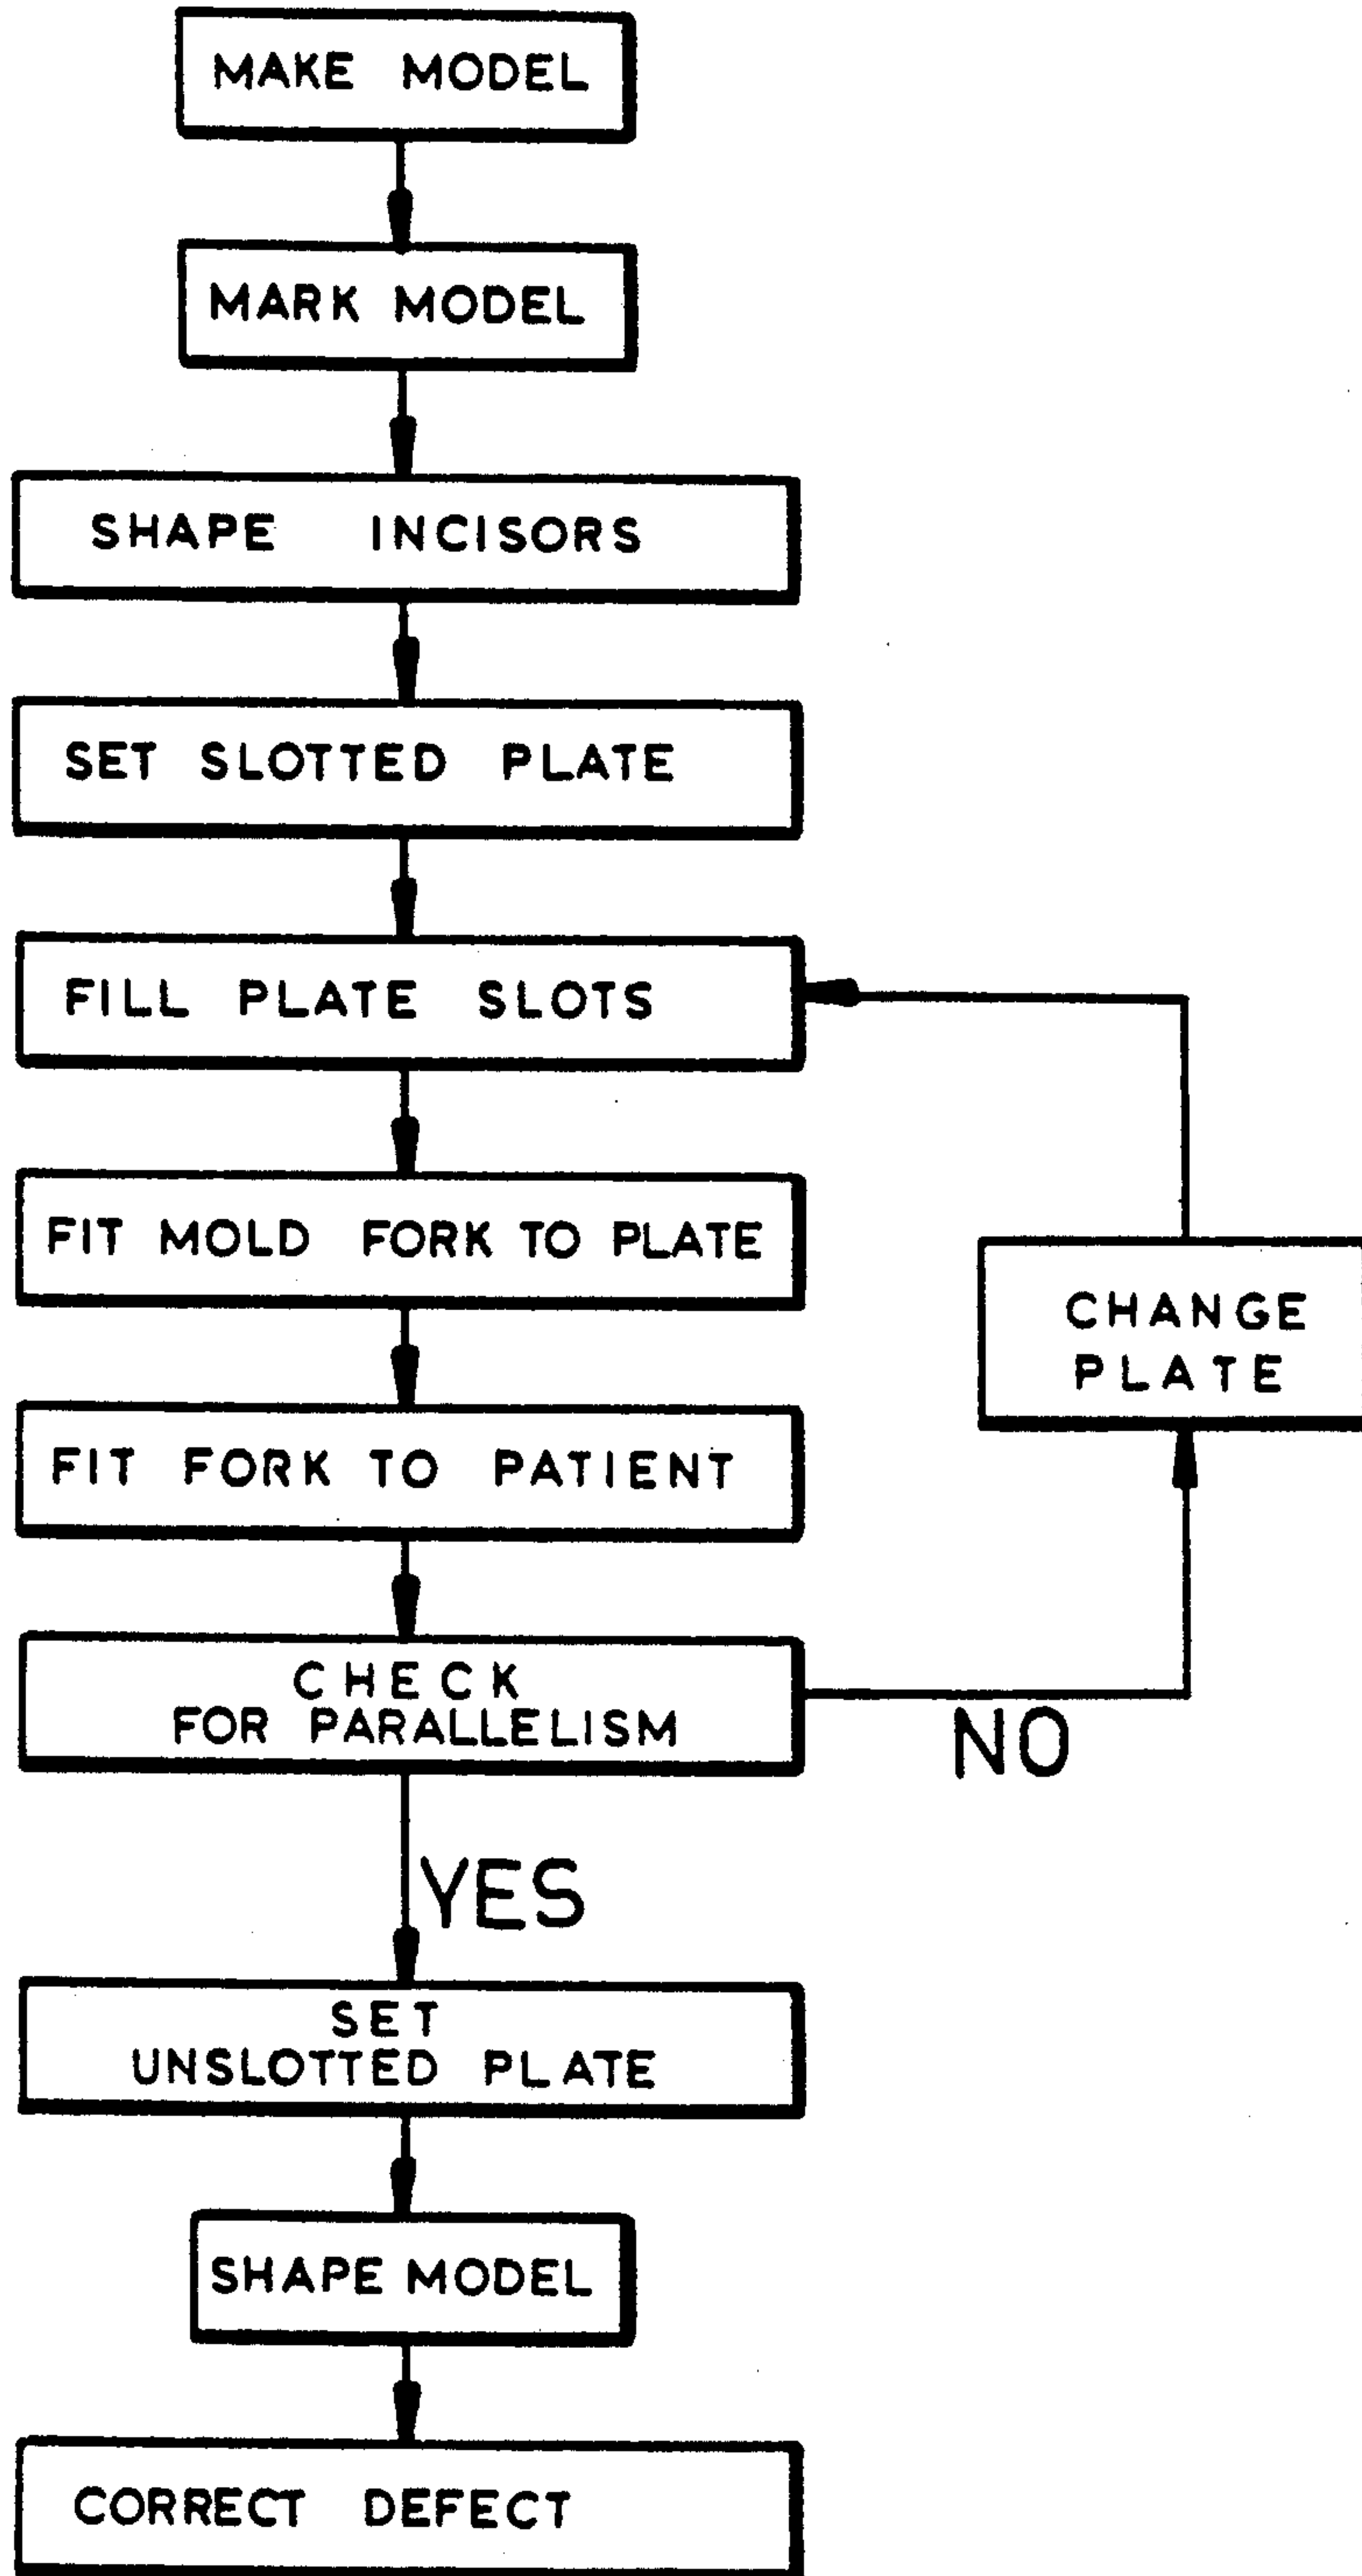 MAKE MODEL
MARK MODEL
SHAPE INCISORS
SET SLOTTED PLATE
FILL PLATE SLOTS
FIT MOLD FORK TO PLATE
CHANGE
PLATE
FIT FORK TO PATIENT
CHECK
FOR PARALLELISM
NO
YES
SET
UNSLOTTED PLATE
SHAPE MODEL
CORRECT DEFECT